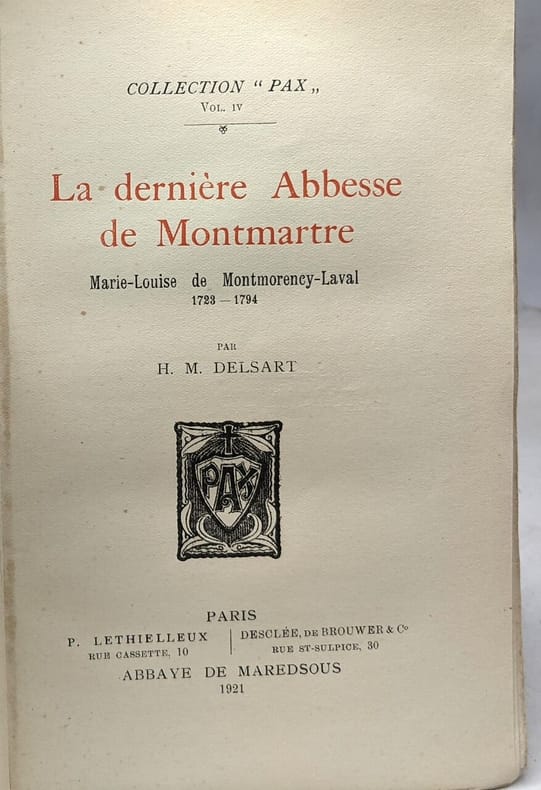 COLLECTION “ PAX „
VOL. IV
La dernière Abbesse
de Montmartre
Marie-Louise de Montmorency-Laval
1723 — 1794
PAR
H. M. DELSART
PAX
PARIS
P. LETHIELLEUX
RUE CASSETTE, 10
DESCLÉE, DE BROUWER & Cº
RUE ST-SULPICE, 30
ABBAYE DE MAREDSOUS
1921